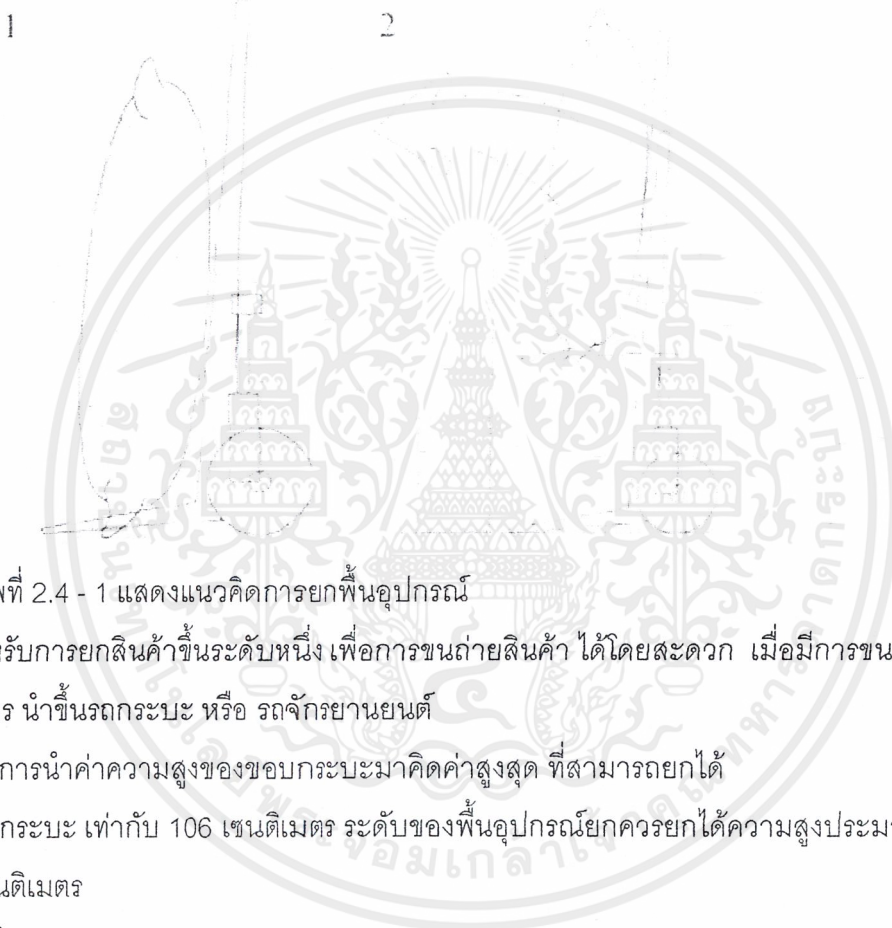 1 2
พที่ 2.4 - 1 แสดงแนวคิดการยกพื้นอุปกรณ์
รับการยกสินค้าขึ้นระดับหนึ่ง เพื่อการขนถ่ายสินค้า ได้โดยสะดวก เมื่อมีการขน
ร นำขึ้นรถกระบะ หรือ รถจักรยานยนต์
การนำค่าความสูงของขอบกระบะมาคิดค่าสูงสุด ที่สามารถยกได้
กระบะ เท่ากับ 106 เซนติเมตร ระดับของพื้นอุปกรณ์ยกควรยกได้ความสูงประม
นติเมตร